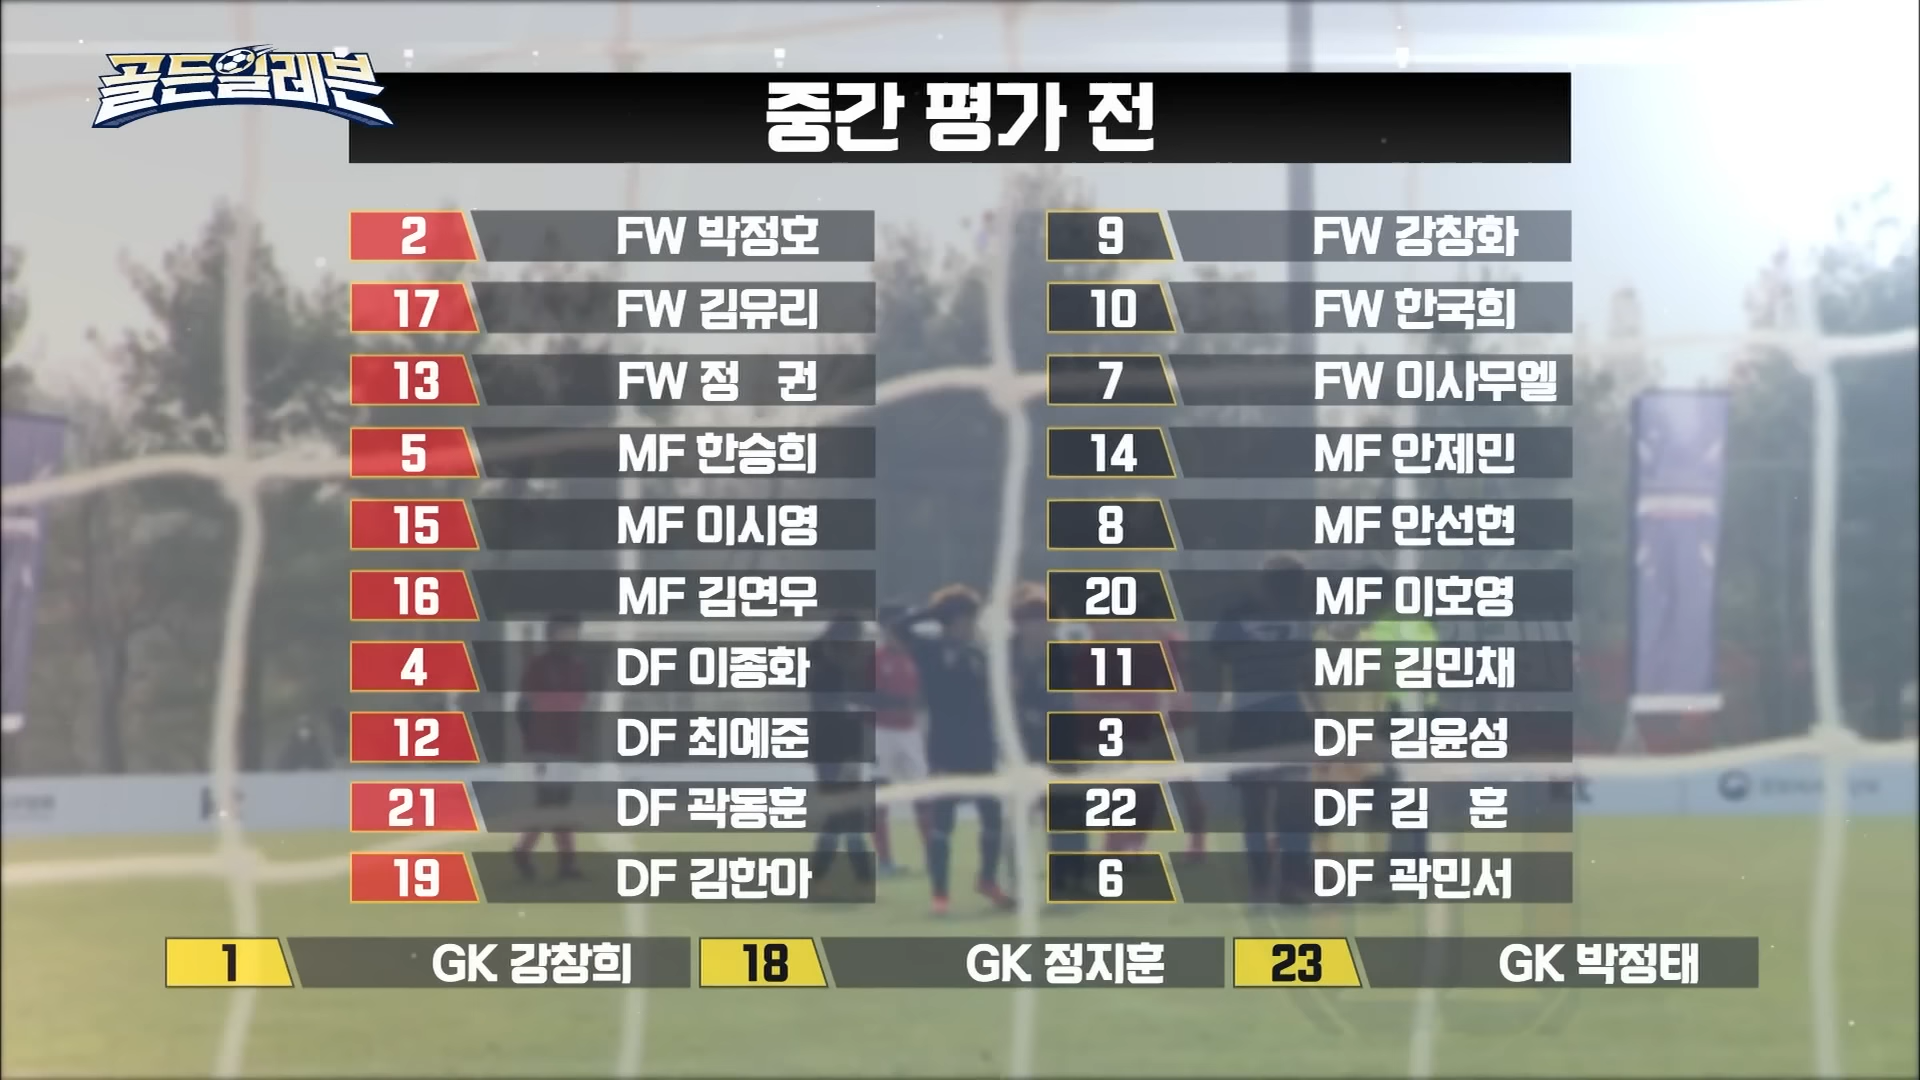 골든일레븐
중간 평가 전
2 FW 박정호
17 FW 김유리
13 FW 정 권
5 MF 한승희
15 MF 이시영
16 MF 김연우
4 DF 이종화
12 DF 최예준
21 DF 곽동훈
19 DF 김한아
9 FW 강창화
10 FW 한국희
7 FW 이사무엘
14 MF 안제민
8 MF 안선현
20 MF 이호영
11 MF 김민채
3 DF 김윤성
22 DF 김 훈
6 DF 곽민서
1 GK 강창희
18 GK 정지훈
23 GK 박정태
kt